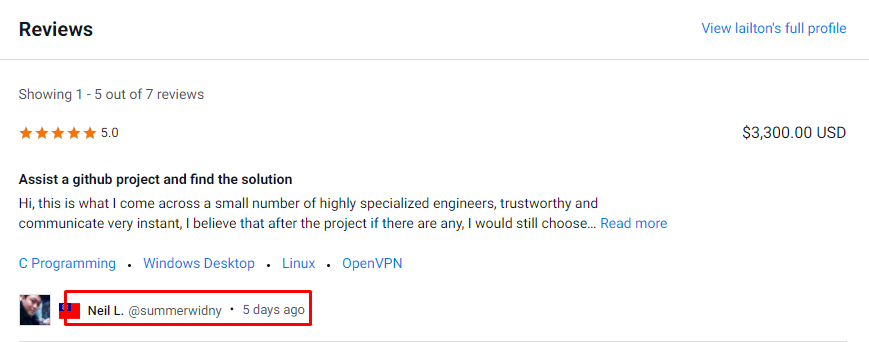 Reviews
View lailton's full profile
Showing 1 - 5 out of 7 reviews
5.0
$3,300.00 USD
Assist a github project and find the solution
Hi, this is what I come across a small number of highly specialized engineers, trustworthy and
communicate very instant, I believe that after the project if there are any, I would still choose... Read more
C Programming • Windows Desktop • Linux • OpenVPN
Neil L. @summerwidny • 5 days ago